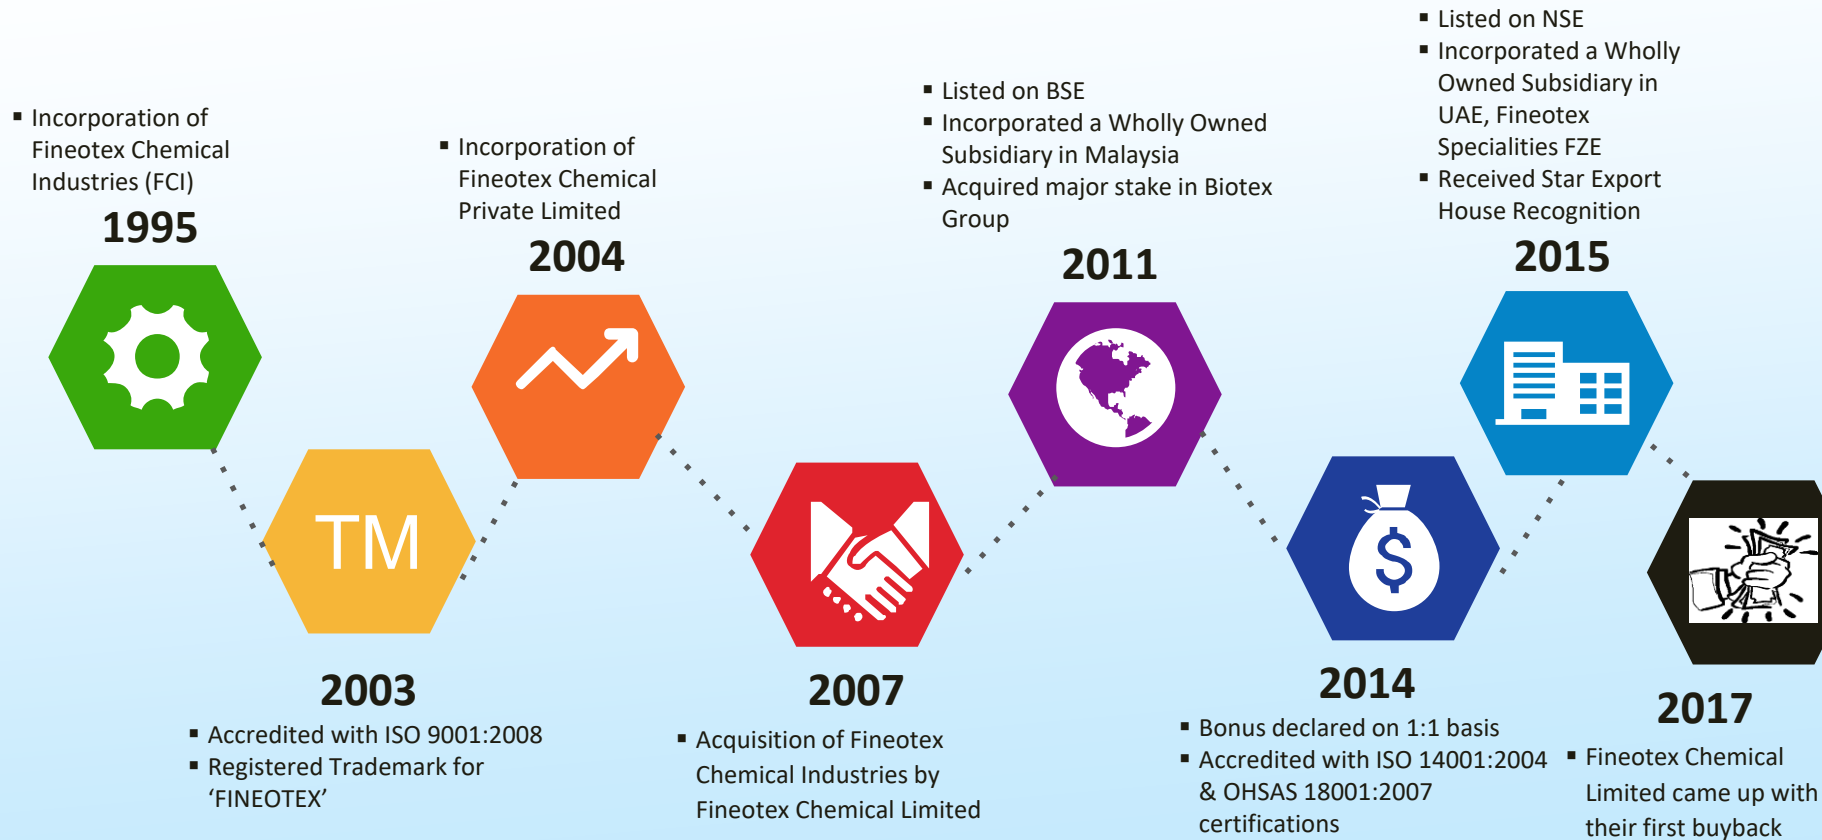 ▪ Incorporation of
Fineotex Chemical
Industries (FCI)
1995
TM
2003
▪ Accredited with ISO 9001:2008
▪ Registered Trademark for
‘FINEOTEX’
▪ Incorporation of
Fineotex Chemical
Private Limited
2004
2007
▪ Acquisition of Fineotex
Chemical Industries by
Fineotex Chemical Limited
▪ Listed on BSE
▪ Incorporated a Wholly Owned
Subsidiary in Malaysia
▪ Acquired major stake in Biotex
Group
2011
$
2014
▪ Bonus declared on 1:1 basis
▪ Accredited with ISO 14001:2004
& OHSAS 18001:2007
certifications
▪ Listed on NSE
▪ Incorporated a Wholly
Owned Subsidiary in
UAE, Fineotex
Specialities FZE
▪ Received Star Export
House Recognition
2015
2017
▪ Fineotex Chemical
Limited came up with
their first buyback